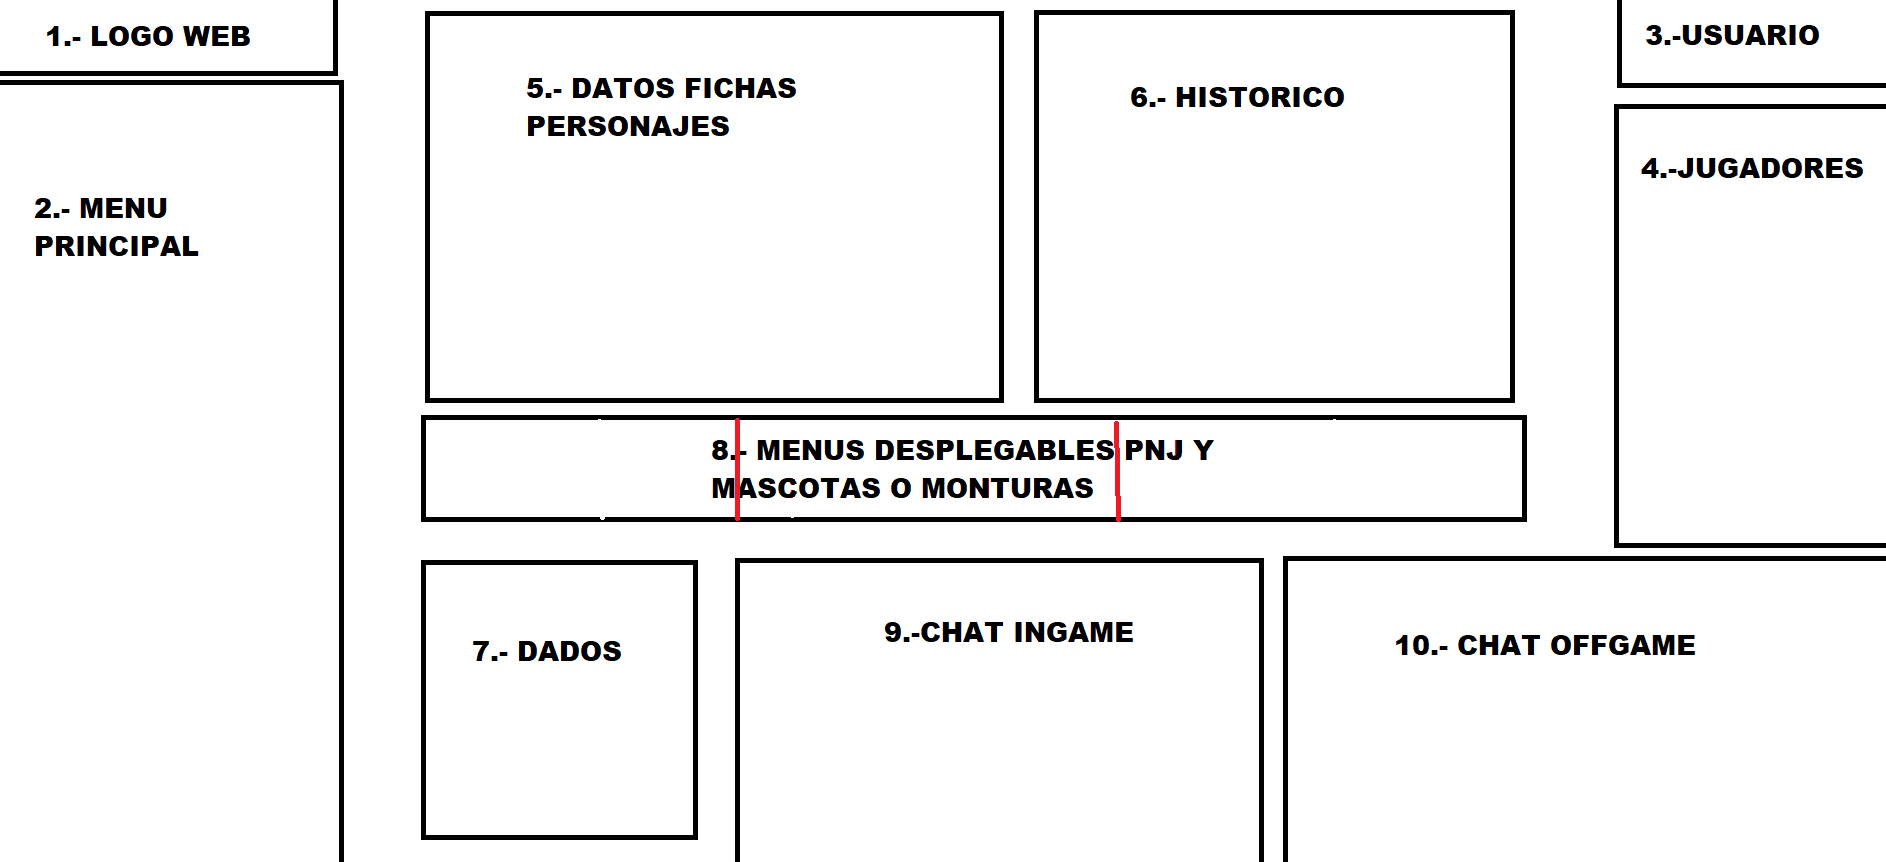 1.- LOGO WEB
2.- MENU
PRINCIPAL
3.-USUARIO
4.-JUGADORES
5.- DATOS FICHAS
PERSONAJES
6.- HISTORICO
8.- MENUS DESPLEGABLES PNJ Y
MASCOTAS O MONTURAS
7.- DADOS
9.-CHAT INGAME
10.- CHAT OFFGAME